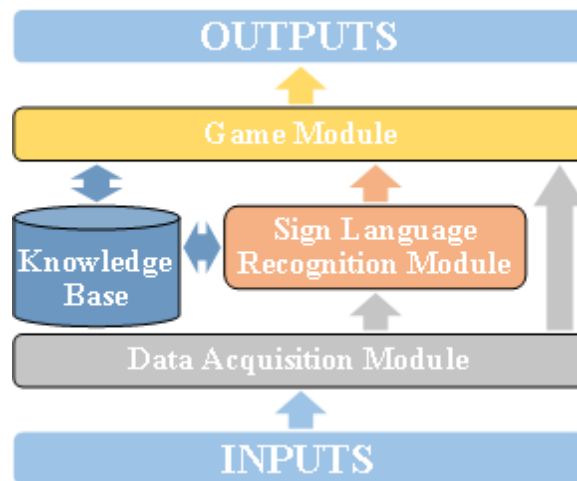 OUTPUTS
Game Module
Knowledge
Base
Sign Language
Recognition Module
Data Acquisition Module
INPUTS